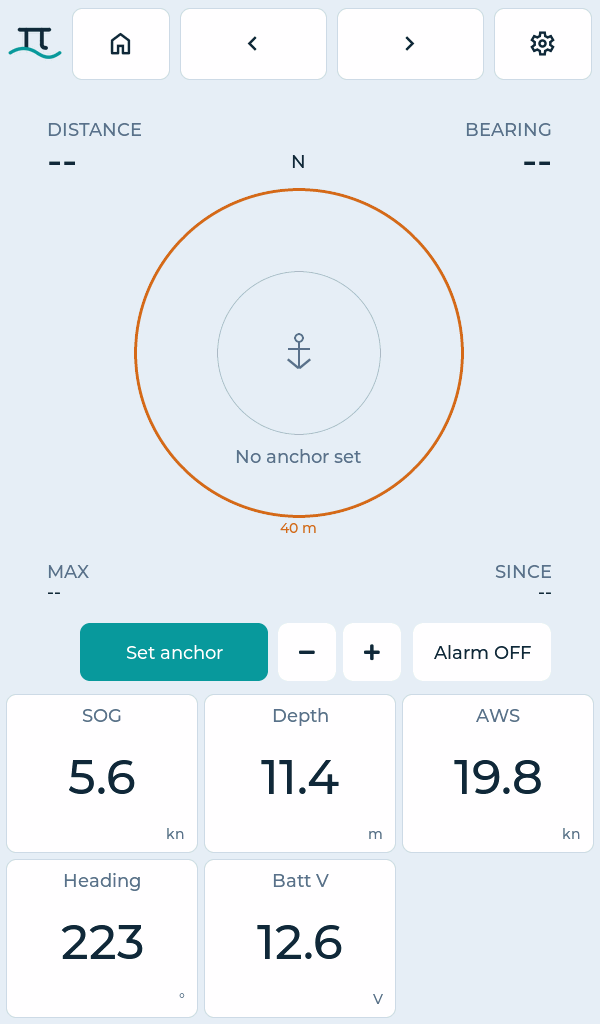 DISTANCE
BEARING
--
N
--
No anchor set
40 m
MAX
SINCE
--
--
Set anchor
−
+
Alarm OFF
SOG
Depth
AWS
5.6
11.4
19.8
kn
m
kn
Heading
Batt V
223
12.6
°
V